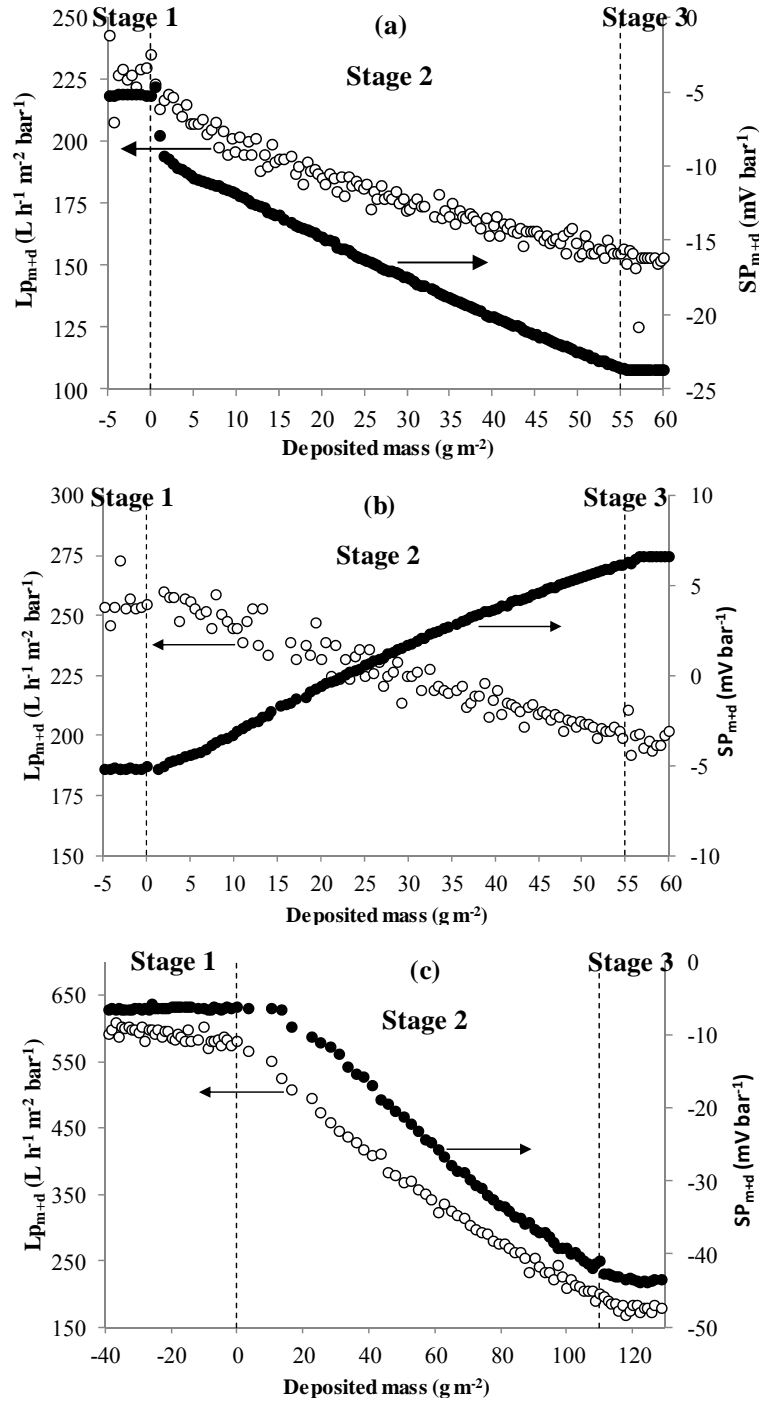 (a)
Stage 1
Stage 2
Stage 3
250
225
200
175
150
125
100
0
-5
-10
-15
-20
-25
-5 0 5 10 15 20 25 30 35 40 45 50 55 60
Lpm+d (L h-1 m-2 bar-1)
SPm+d (mV bar-1)
Deposited mass (g m-2)
(b)
Stage 1
Stage 2
Stage 3
300
275
250
225
200
175
150
10
5
0
-5
-10
-5 0 5 10 15 20 25 30 35 40 45 50 55 60
Lpm+d (L h-1 m-2 bar-1)
SPm+d (mV bar-1)
Deposited mass (g m-2)
(c)
Stage 1
Stage 2
Stage 3
650
550
450
350
250
150
0
-10
-20
-30
-40
-50
-40 -20 0 20 40 60 80 100 120
Lpm+d (L h-1 m-2 bar-1)
SPm+d (mV bar-1)
Deposited mass (g m-2)